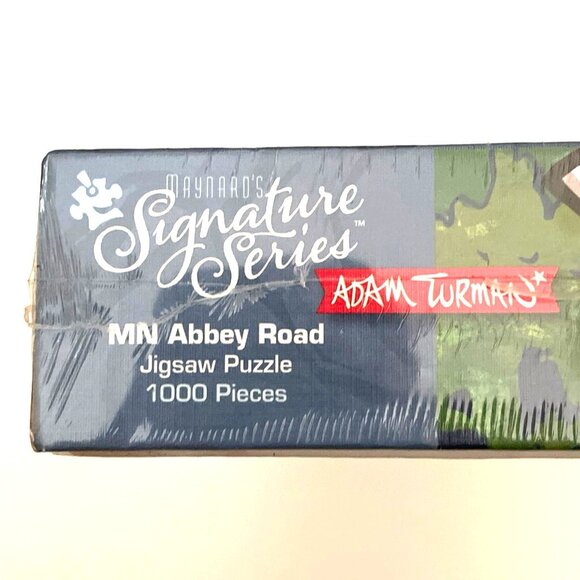 MAYNARD'S
Signature
Series™
ADAM TURMAN
MN Abbey Road
Jigsaw Puzzle
1000 Pieces